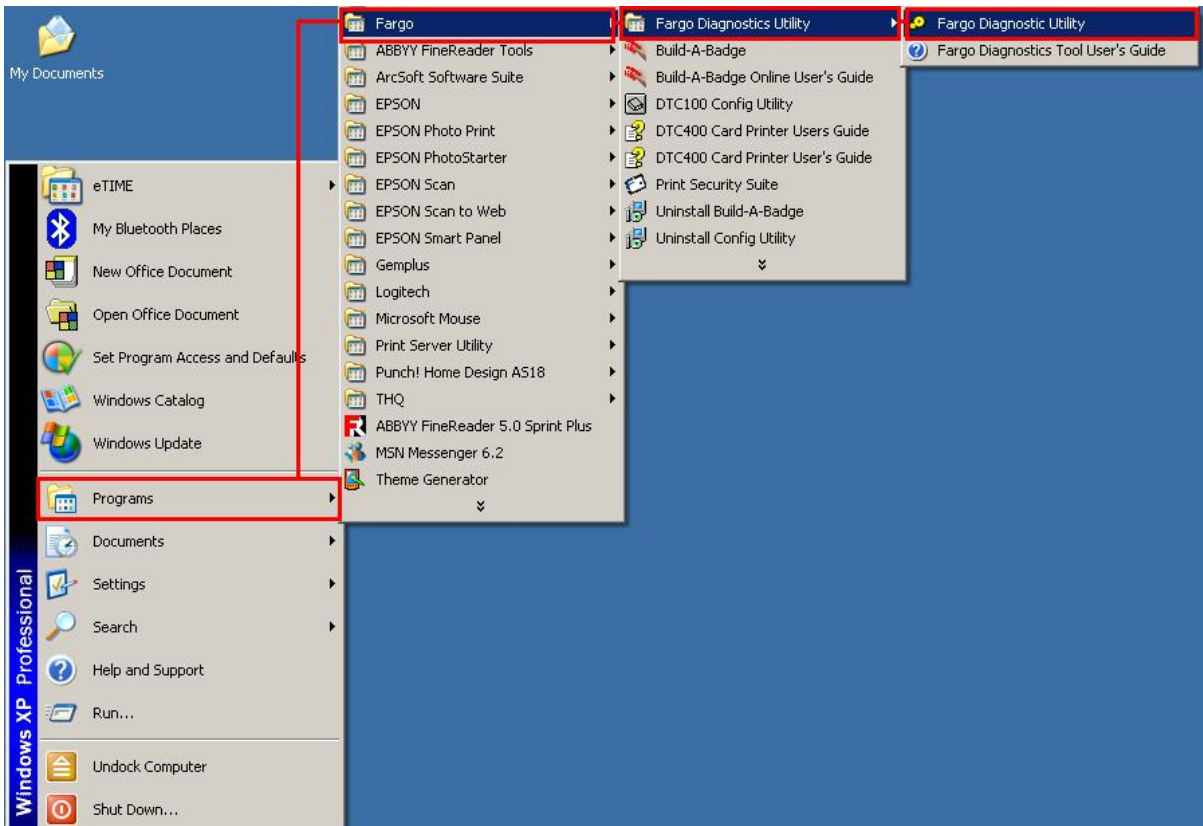 My Documents
eTIME
My Bluetooth Places
New Office Document
Open Office Document
Set Program Access and Defaults
Windows Catalog
Windows Update
Programs
Documents
Settings
Search
Help and Support
Run...
Undock Computer
Shut Down...
Windows XP Professional
Fargo
ABBYY FineReader Tools
ArcSoft Software Suite
EPSON
EPSON Photo Print
EPSON PhotoStarter
EPSON Scan
EPSON Scan to Web
EPSON Smart Panel
Gemplus
Logitech
Microsoft Mouse
Print Server Utility
Punch! Home Design AS18
THQ
ABBYY FineReader 5.0 Sprint Plus
MSN Messenger 6.2
Theme Generator
Fargo Diagnostics Utility
Build-A-Badge
Build-A-Badge Online User's Guide
DTC100 Config Utility
DTC400 Card Printer Users Guide
DTC400 Card Printer User's Guide
Print Security Suite
Uninstall Build-A-Badge
Uninstall Config Utility
Fargo Diagnostic Utility
Fargo Diagnostics Tool User's Guide